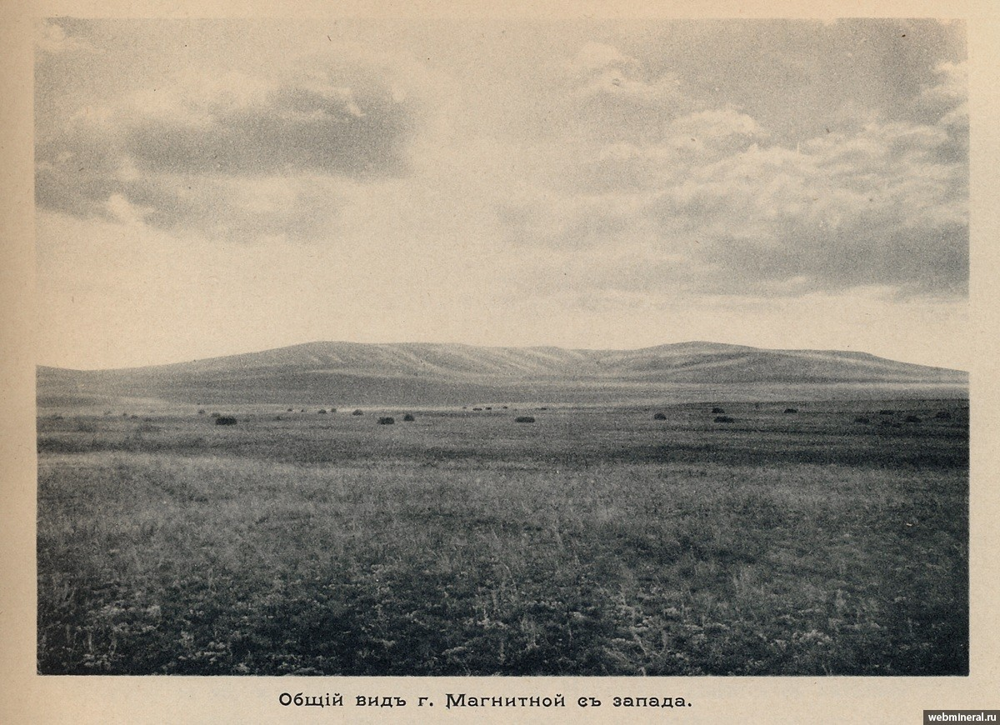 Общій видъ г. Магнитной съ запада.
webmineral.ru